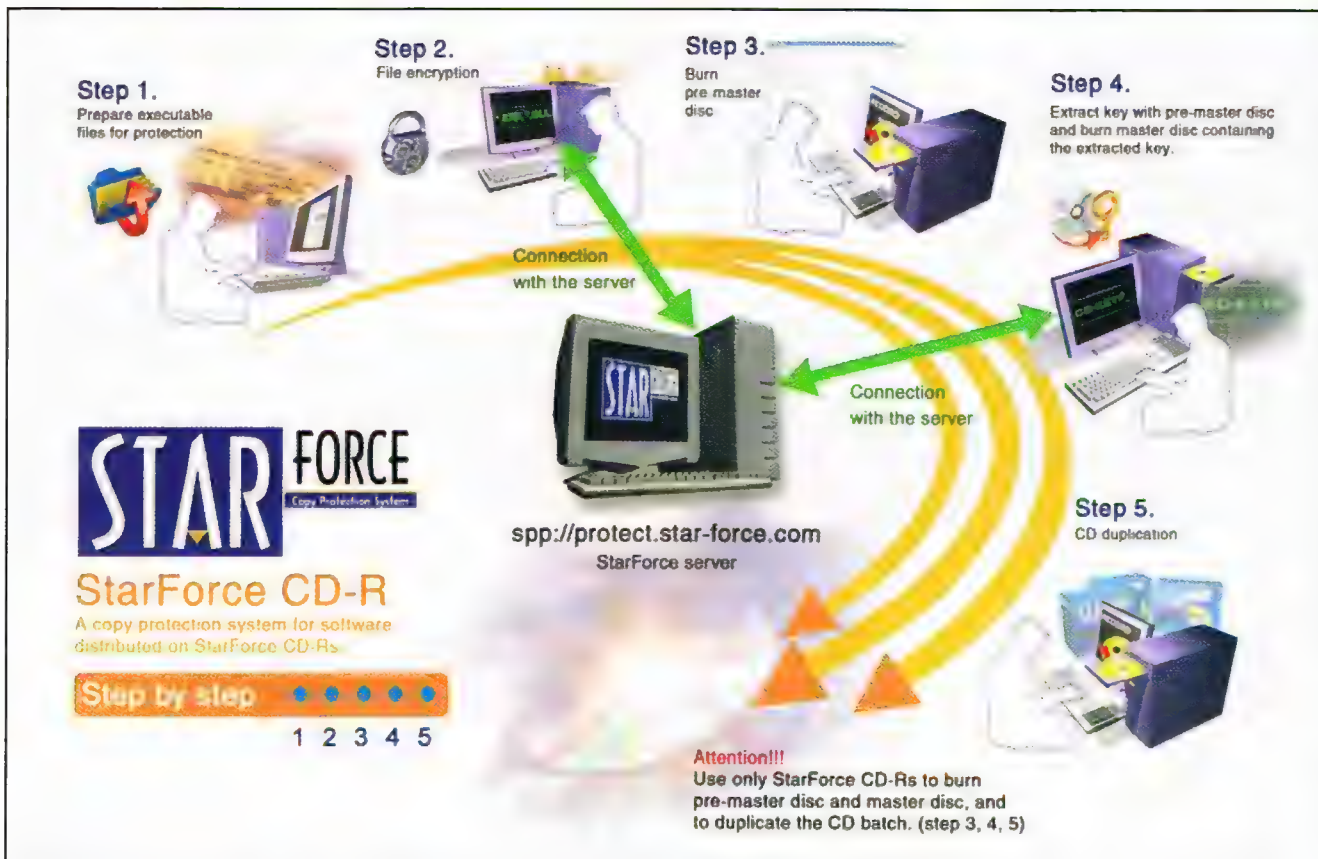 Step 1.
Prepare executable
files for protection
Step 2.
File encryption
Step 3.
Burn
pre master
disc
Step 4.
Extract key with pre-master disc
and burn master disc containing
the extracted key.
Connection
with the server
Connection
with the server
STAR
spp://protect.star-force.com
StarForce server
STAR FORCE
Copy Protection System
StarForce CD-R
A copy protection system for software
distributed on StarForce CD-Rs
Step by step
1 2 3 4 5
Step 5.
CD duplication
Attention!!!
Use only StarForce CD-Rs to burn
pre-master disc and master disc, and
to duplicate the CD batch. (step 3, 4, 5)